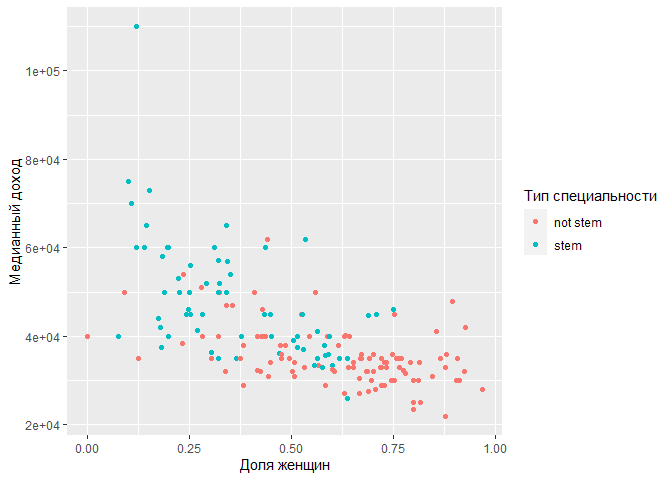 1e+05
8e+04
6e+04
4e+04
2e+04
Медианный доход
0.00 0.25 0.50 0.75 1.00
Доля женщин
Тип специальности
not stem
stem